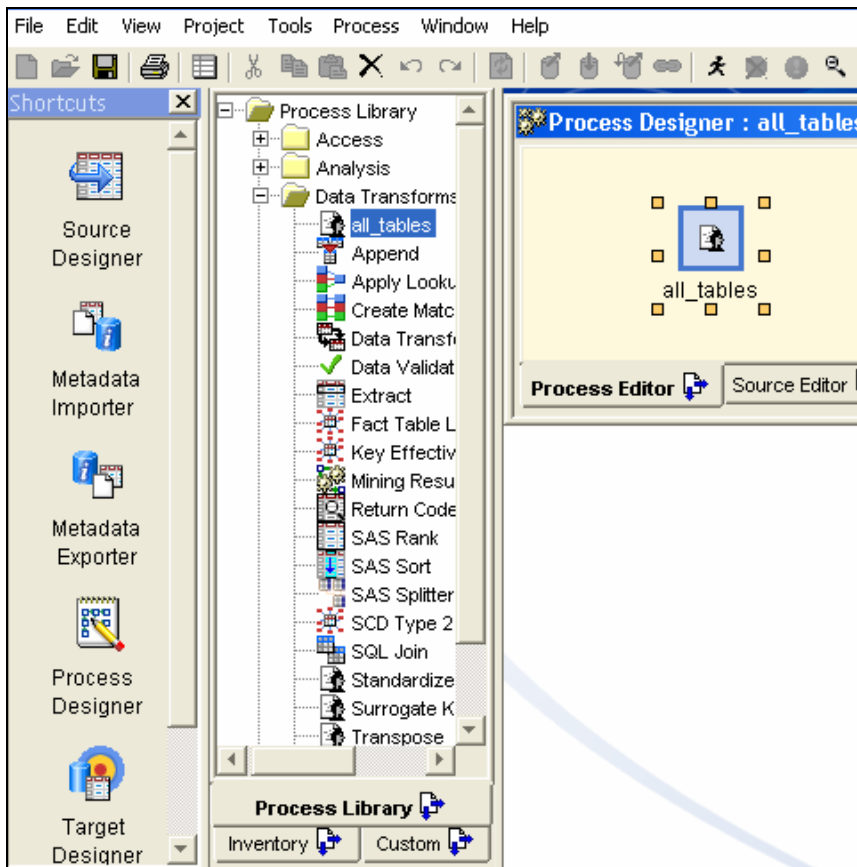 File Edit View Project Tools Process Window Help
Shortcuts
Source
Designer
Metadata
Importer
Metadata
Exporter
Process
Designer
Target
Designer
Process Library
Access
Analysis
Data Transforms
all_tables
Append
Apply Looku
Create Matc
Data Transf
Data Validat
Extract
Fact Table L
Key Effectiv
Mining Resu
Return Code
SAS Rank
SAS Sort
SAS Splitter
SCD Type 2
SQL Join
Standardize
Surrogate K
Transpose
Process Library
Inventory Custom
Process Designer : all_tables
all_tables
Process Editor Source Editor